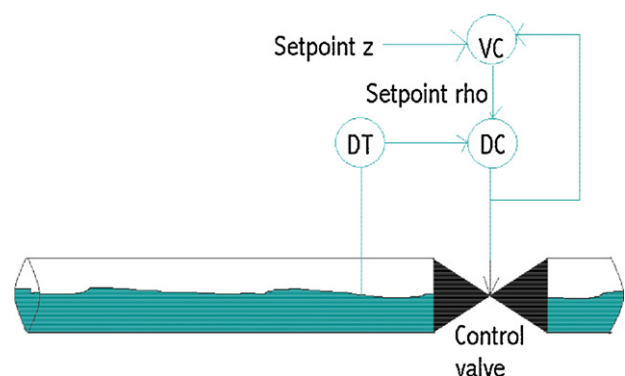 Setpoint z
VC
Setpoint rho
DT
DC
Control
valve